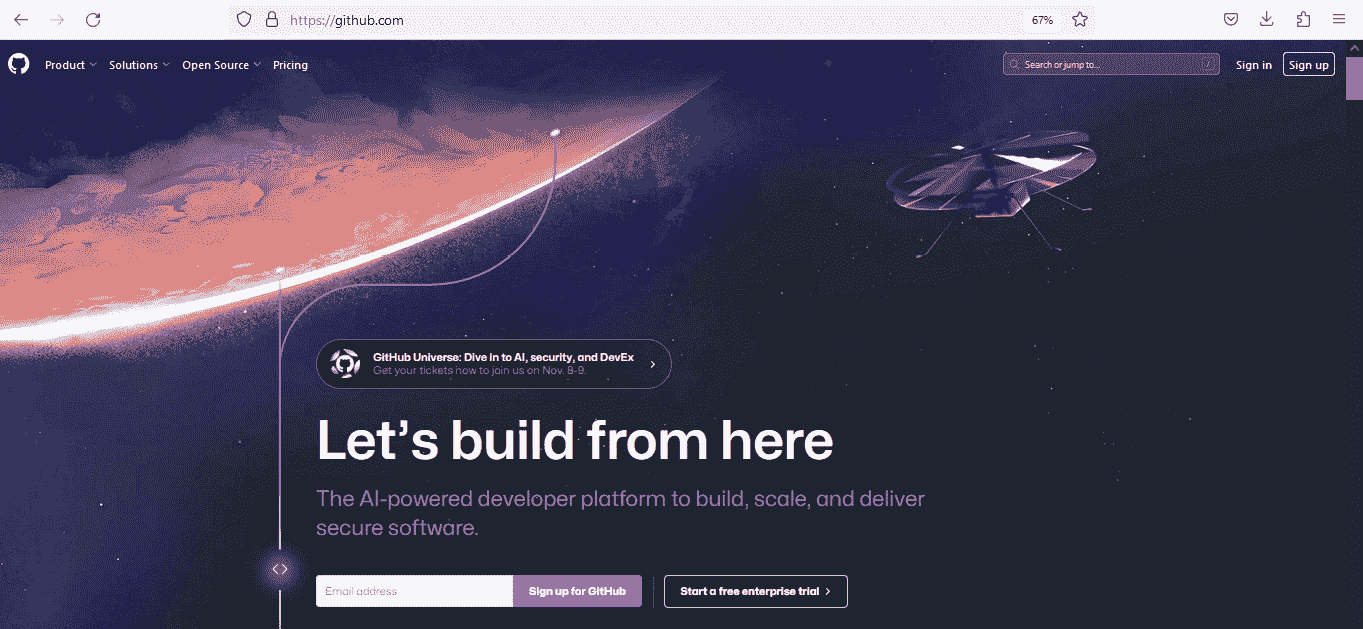 https://github.com
67%
Product
Solutions
Open Source
Pricing
Search or jump to...
/
Sign in
Sign up
GitHub Universe: Dive in to AI, security, and DevEx
Get your tickets now to join us on Nov. 8-9.
Let’s build from here
The AI-powered developer platform to build, scale, and deliver
secure software.
Email address
Sign up for GitHub
Start a free enterprise trial